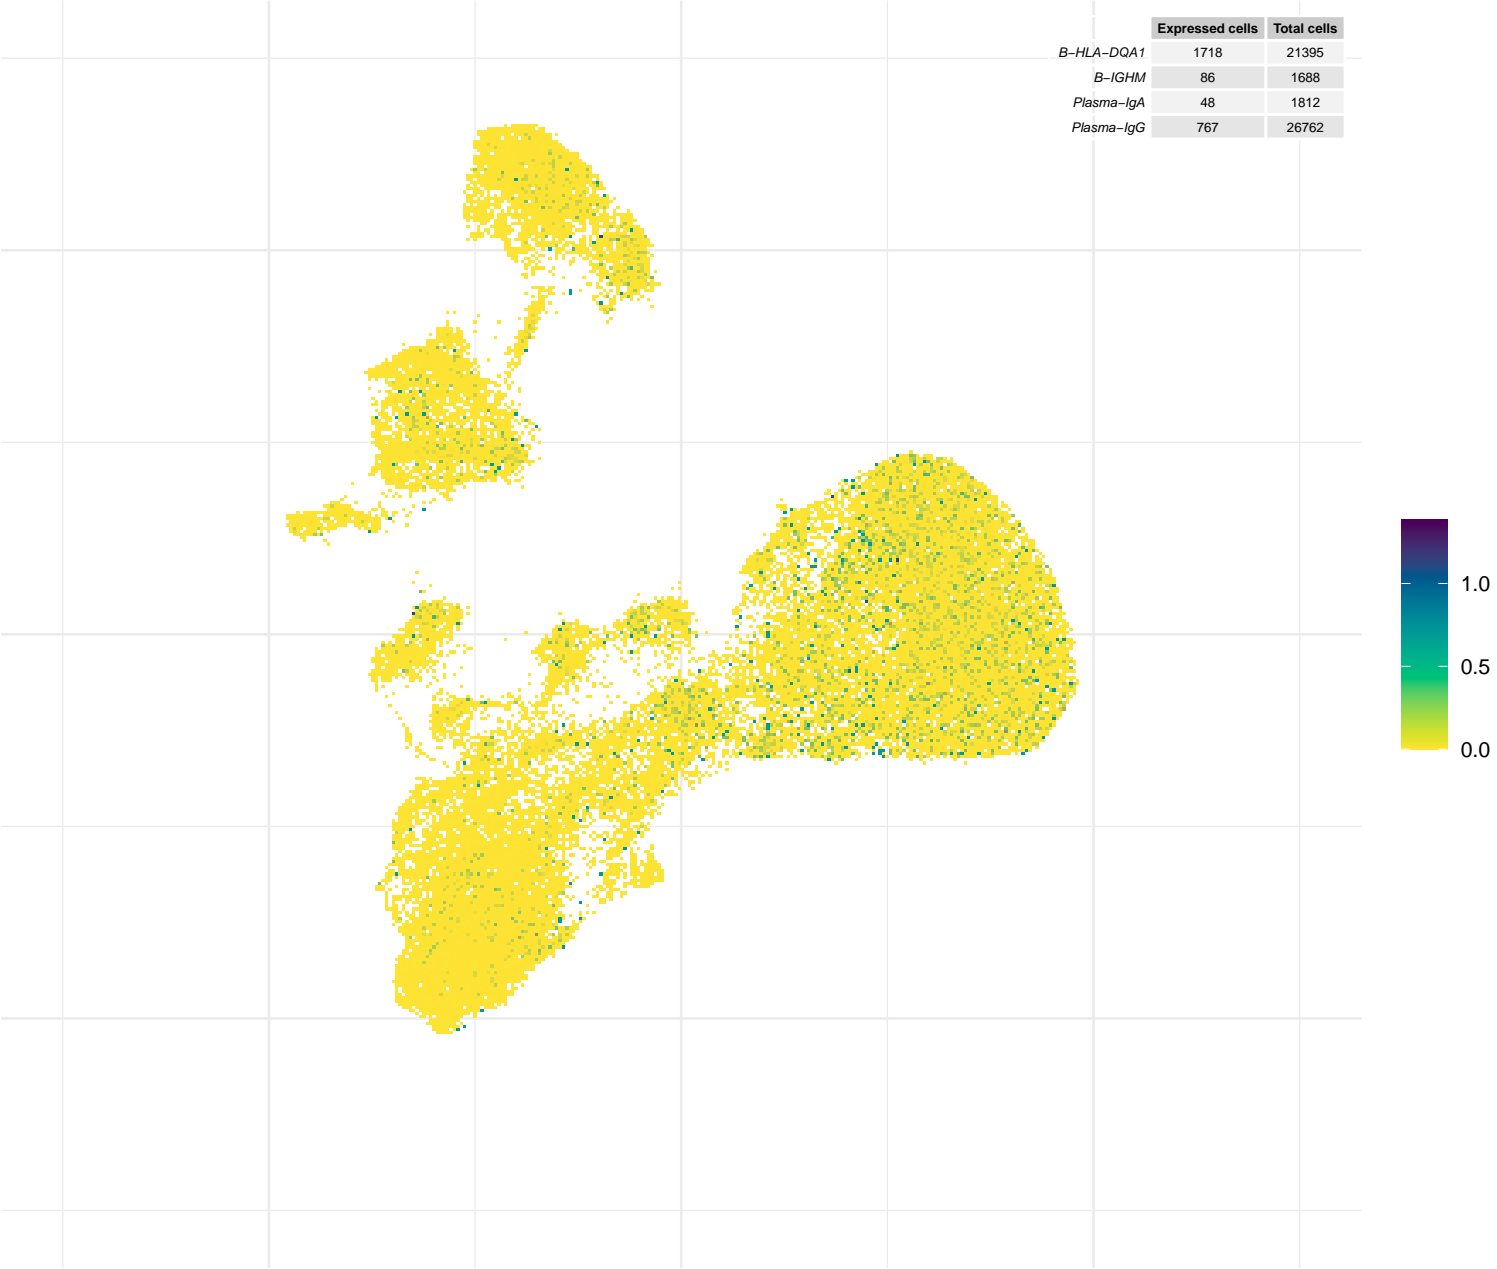 Expressed cells Total cells
B−HLA−DQA1 1718 21395
B−IGHM 86 1688
Plasma−IgA 48 1812
Plasma−IgG 767 26762
1.0
0.5
0.0